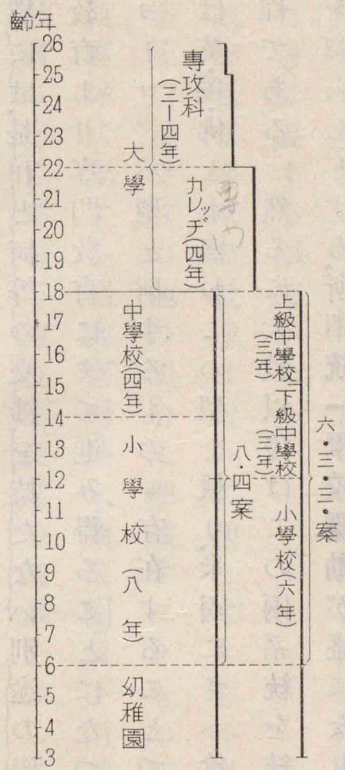 年齡
26
25
24
23
22
21
20
19
18
17
16
15
14
13
12
11
10
9
8
7
6
5
4
3
六・三・三・案
上級中學校(三年)
下級中學校(三年)
小學校(六年)
八・四案
專攻科(三—四年)
カレッヂ(四年)
大學
中學校(四年)
小學校(八年)
幼稚園